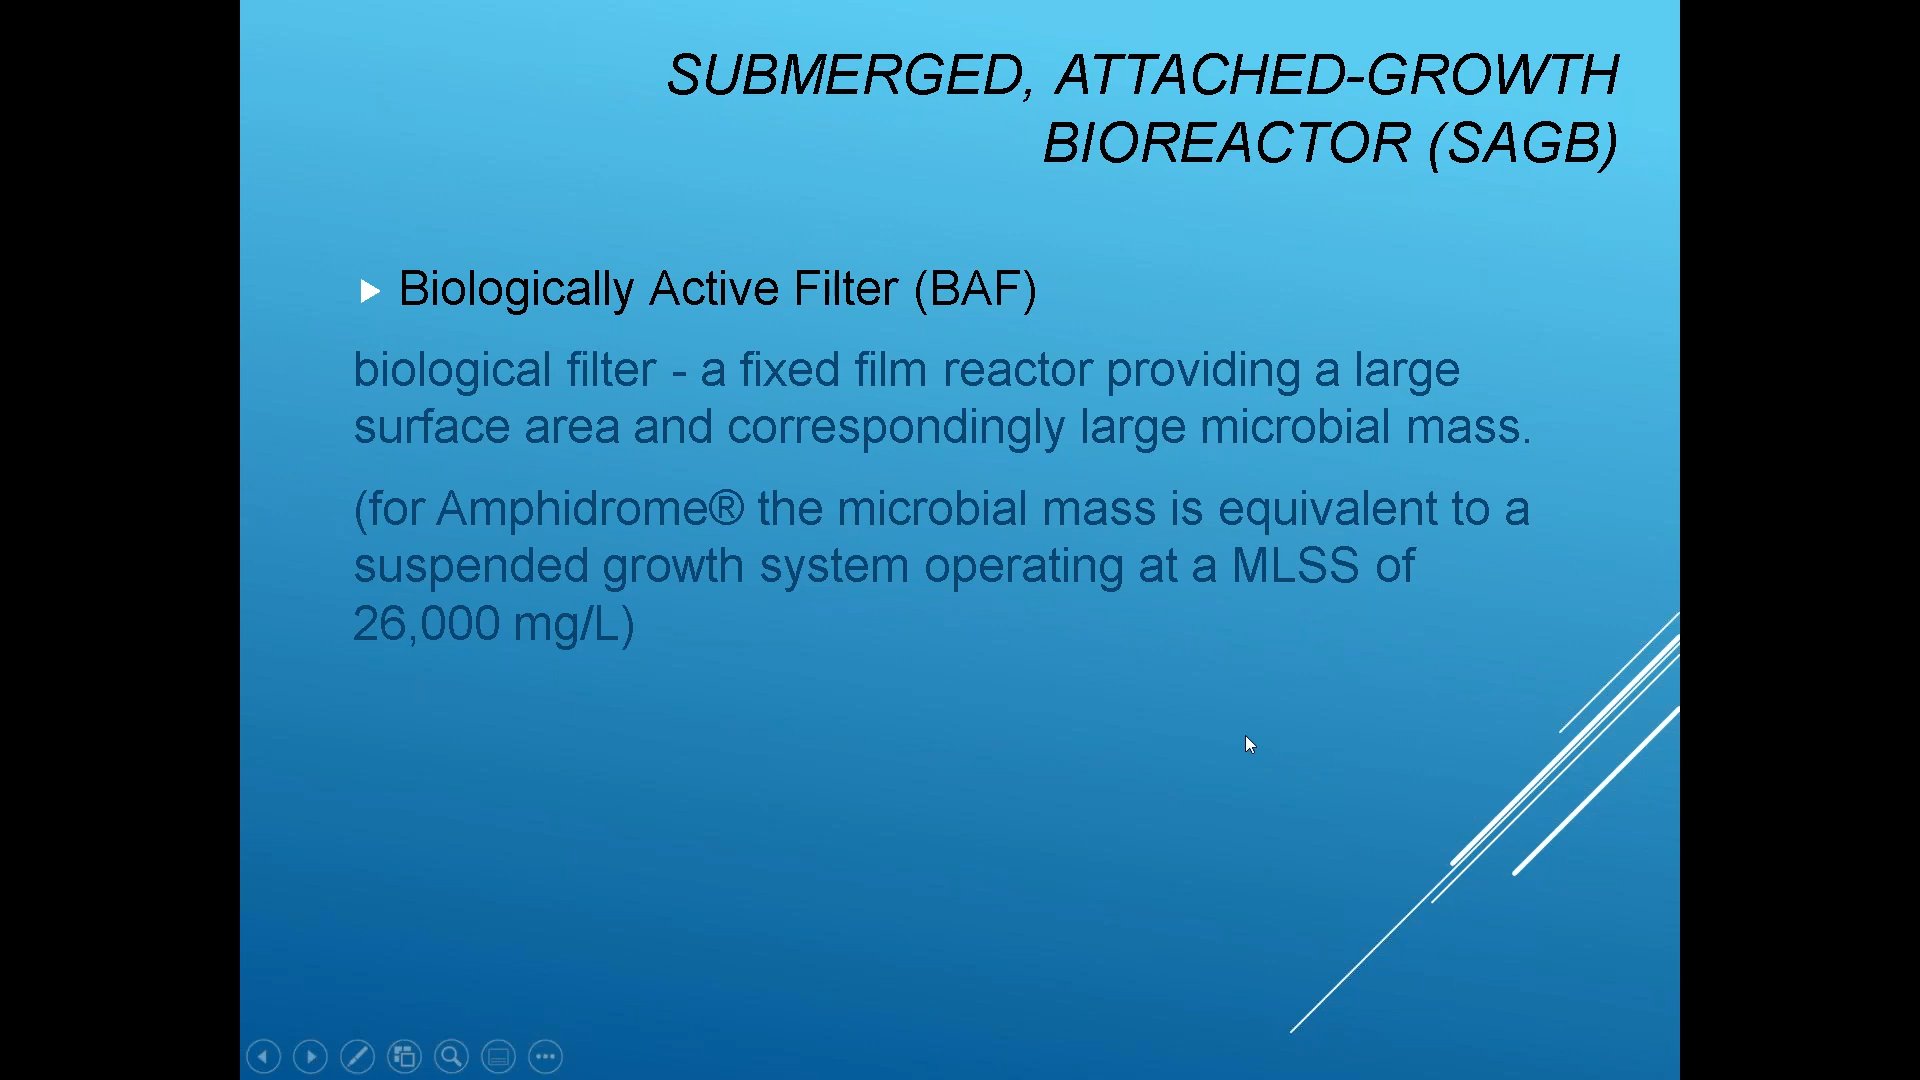 SUBMERGED, ATTACHED-GROWTH
BIOREACTOR (SAGB)
Biologically Active Filter (BAF)
biological filter - a fixed film reactor providing a large
surface area and correspondingly large microbial mass.
(for Amphidrome® the microbial mass is equivalent to a
suspended growth system operating at a MLSS of
26,000 mg/L)